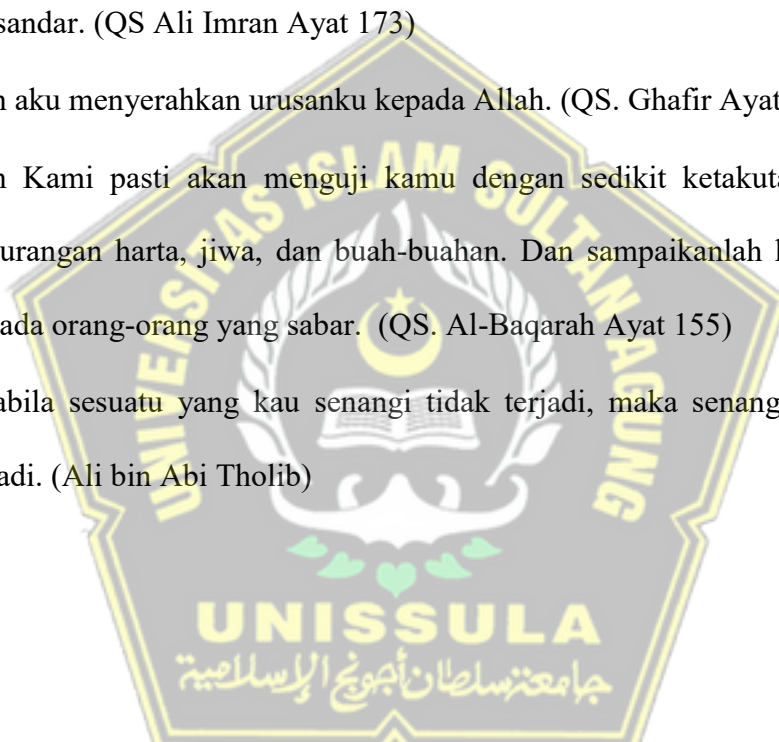 sandar. (QS Ali Imran Ayat 173)
n aku menyerahkan urusanku kepada Allah. (QS. Ghafir Ayat
n Kami pasti akan menguji kamu dengan sedikit ketakuta
urangan harta, jiwa, dan buah-buahan. Dan sampaikanlah k
ada orang-orang yang sabar. (QS. Al-Baqarah Ayat 155)
abila sesuatu yang kau senangi tidak terjadi, maka senang
adi. (Ali bin Abi Tholib)
UNIVERSITAS ISLAM SULTAN AGUNG
UNISSULA
جامعة سلطان أجونج الإسلامية